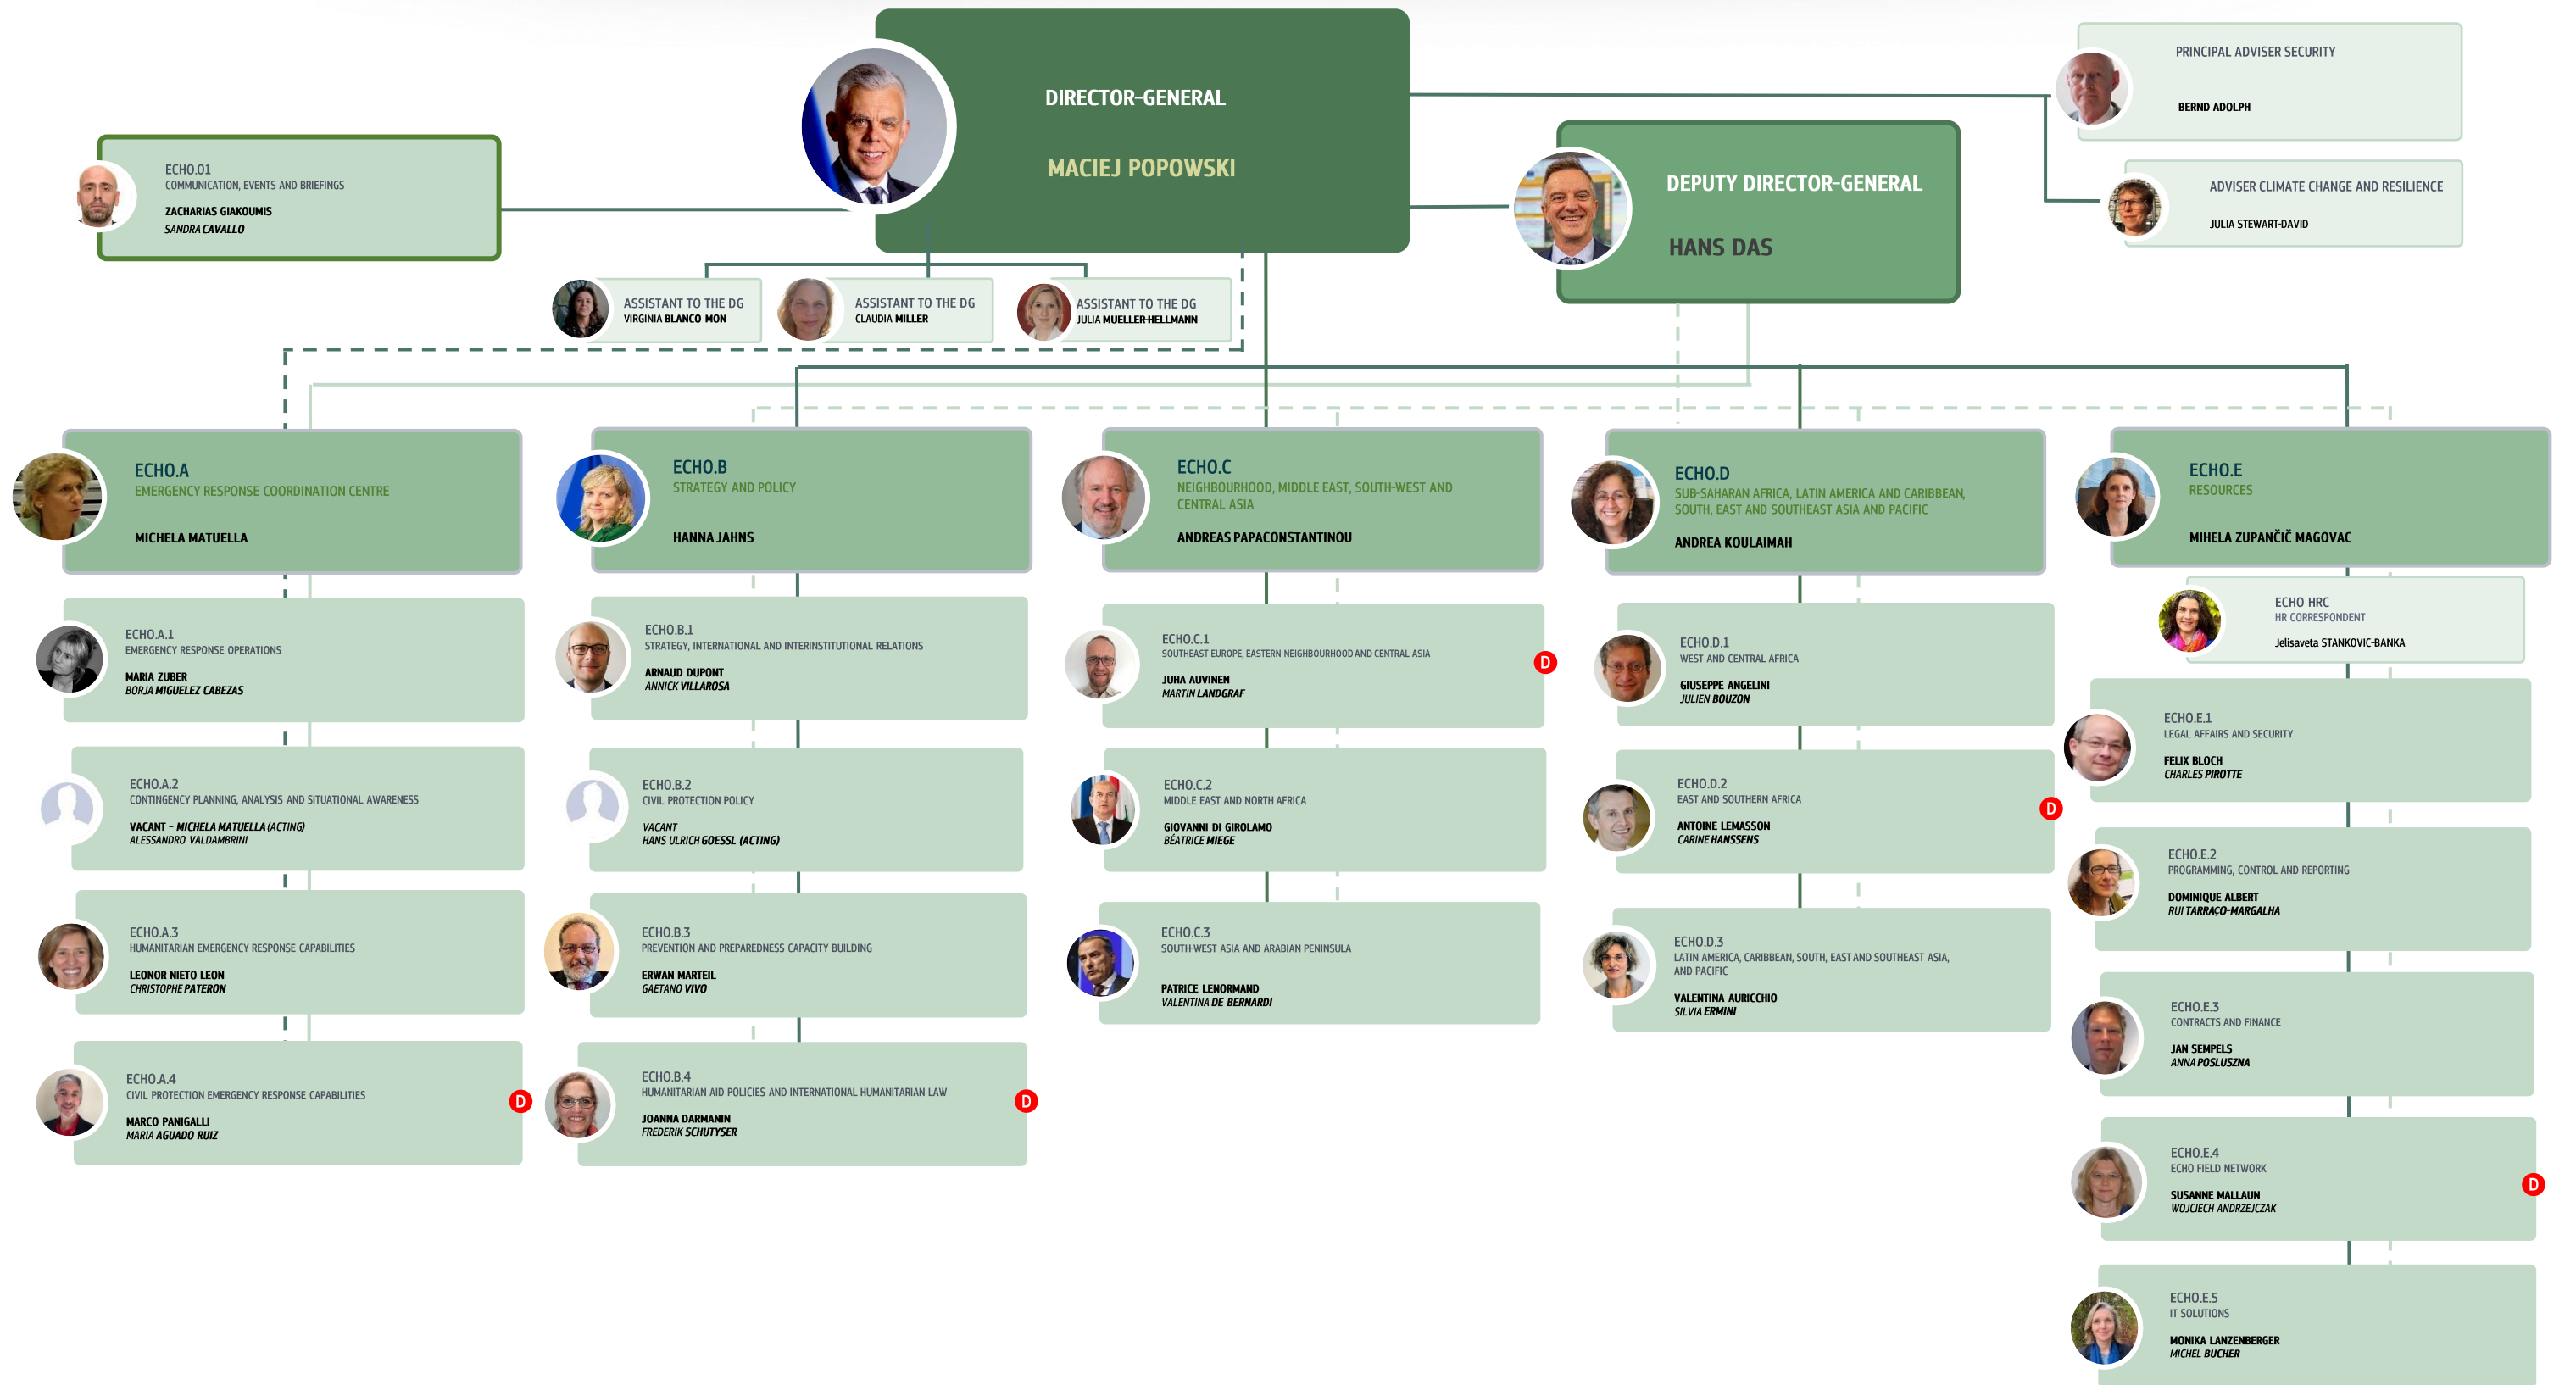 DIRECTOR-GENERAL
MACIEJ POPOWSKI
PRINCIPAL ADVISER SECURITY
BERND ADOLPH
ADVISER CLIMATE CHANGE AND RESILIENCE
JULIA STEWART-DAVID
DEPUTY DIRECTOR-GENERAL
HANS DAS
ECHO.01
COMMUNICATION, EVENTS AND BRIEFINGS
ZACHARIAS GIAKOUMIS
SANDRA CAVALLO
ASSISTANT TO THE DG
VIRGINIA BLANCO MON
ASSISTANT TO THE DG
CLAUDIA MILLER
ASSISTANT TO THE DG
JULIA MUELLER-HELLMANN
ECHO.A
EMERGENCY RESPONSE COORDINATION CENTRE
MICHELA MATUELLA
ECHO.A.1
EMERGENCY RESPONSE OPERATIONS
MARIA ZUBER
BORJA MIGUELEZ CABEZAS
ECHO.A.2
CONTINGENCY PLANNING, ANALYSIS AND SITUATIONAL AWARENESS
VACANT – MICHELA MATUELLA (ACTING)
ALESSANDRO VALDAMBRINI
ECHO.A.3
HUMANITARIAN EMERGENCY RESPONSE CAPABILITIES
LEONOR NIETO LEON
CHRISTOPHE PATERON
ECHO.A.4
CIVIL PROTECTION EMERGENCY RESPONSE CAPABILITIES
MARCO PANIGALLI
MARIA AGUADO RUIZ
D
ECHO.B
STRATEGY AND POLICY
HANNA JAHNS
ECHO.B.1
STRATEGY, INTERNATIONAL AND INTERINSTITUTIONAL RELATIONS
ARNAUD DUPONT
ANNICK VILLAROSA
ECHO.B.2
CIVIL PROTECTION POLICY
VACANT
HANS ULRICH GOESSL (ACTING)
ECHO.B.3
PREVENTION AND PREPAREDNESS CAPACITY BUILDING
ERWAN MARTEIL
GAETANO VIVO
ECHO.B.4
HUMANITARIAN AID POLICIES AND INTERNATIONAL HUMANITARIAN LAW
JOANNA DARMANIN
FREDERIK SCHUTYSER
D
ECHO.C
NEIGHBOURHOOD, MIDDLE EAST, SOUTH-WEST AND
CENTRAL ASIA
ANDREAS PAPACONSTANTINOU
ECHO.C.1
SOUTHEAST EUROPE, EASTERN NEIGHBOURHOOD AND CENTRAL ASIA
JUHA AUVINEN
MARTIN LANDGRAF
D
ECHO.C.2
MIDDLE EAST AND NORTH AFRICA
GIOVANNI DI GIROLAMO
BÉATRICE MIEGE
ECHO.C.3
SOUTH-WEST ASIA AND ARABIAN PENINSULA
PATRICE LENORMAND
VALENTINA DE BERNARDI
ECHO.D
SUB-SAHARAN AFRICA, LATIN AMERICA AND CARIBBEAN,
SOUTH, EAST AND SOUTHEAST ASIA AND PACIFIC
ANDREA KOULAIMAH
ECHO.D.1
WEST AND CENTRAL AFRICA
GIUSEPPE ANGELINI
JULIEN BOUZON
ECHO.D.2
EAST AND SOUTHERN AFRICA
ANTOINE LEMASSON
CARINE HANSSENS
D
ECHO.D.3
LATIN AMERICA, CARIBBEAN, SOUTH, EAST AND SOUTHEAST ASIA,
AND PACIFIC
VALENTINA AURICCHIO
SILVIA ERMINI
ECHO.E
RESOURCES
MIHELA ZUPANČIČ MAGOVAC
ECHO HRC
HR CORRESPONDENT
Jelisaveta STANKOVIC-BANKA
ECHO.E.1
LEGAL AFFAIRS AND SECURITY
FELIX BLOCH
CHARLES PIROTTE
ECHO.E.2
PROGRAMMING, CONTROL AND REPORTING
DOMINIQUE ALBERT
RUI TARRAÇO-MARGALHA
ECHO.E.3
CONTRACTS AND FINANCE
JAN SEMPELS
ANNA POSLUSZNA
ECHO.E.4
ECHO FIELD NETWORK
SUSANNE MALLAUN
WOJCIECH ANDRZEJCZAK
D
ECHO.E.5
IT SOLUTIONS
MONIKA LANZENBERGER
MICHEL BUCHER